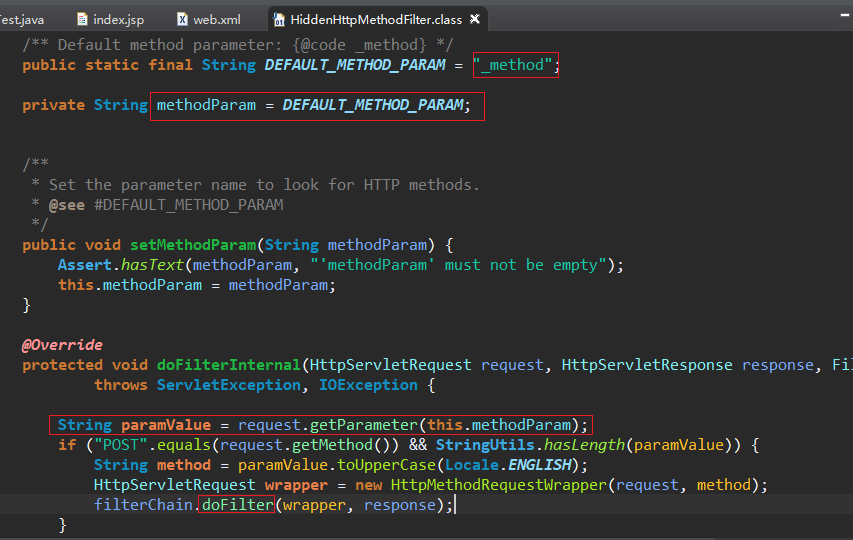 est.java index.jsp web.xml HiddenHttpMethodFilter.class
/** Default method parameter: {@code _method} */
public static final String DEFAULT_METHOD_PARAM = "_method";
private String methodParam = DEFAULT_METHOD_PARAM;
/**
* Set the parameter name to look for HTTP methods.
* @see #DEFAULT_METHOD_PARAM
*/
public void setMethodParam(String methodParam) {
Assert.hasText(methodParam, "'methodParam' must not be empty");
this.methodParam = methodParam;
}
@Override
protected void doFilterInternal(HttpServletRequest request, HttpServletResponse response, Fil
throws ServletException, IOException {
String paramValue = request.getParameter(this.methodParam);
if ("POST".equals(request.getMethod()) && StringUtils.hasLength(paramValue)) {
String method = paramValue.toUpperCase(Locale.ENGLISH);
HttpServletRequest wrapper = new HttpMethodRequestWrapper(request, method);
filterChain.doFilter(wrapper, response);
}